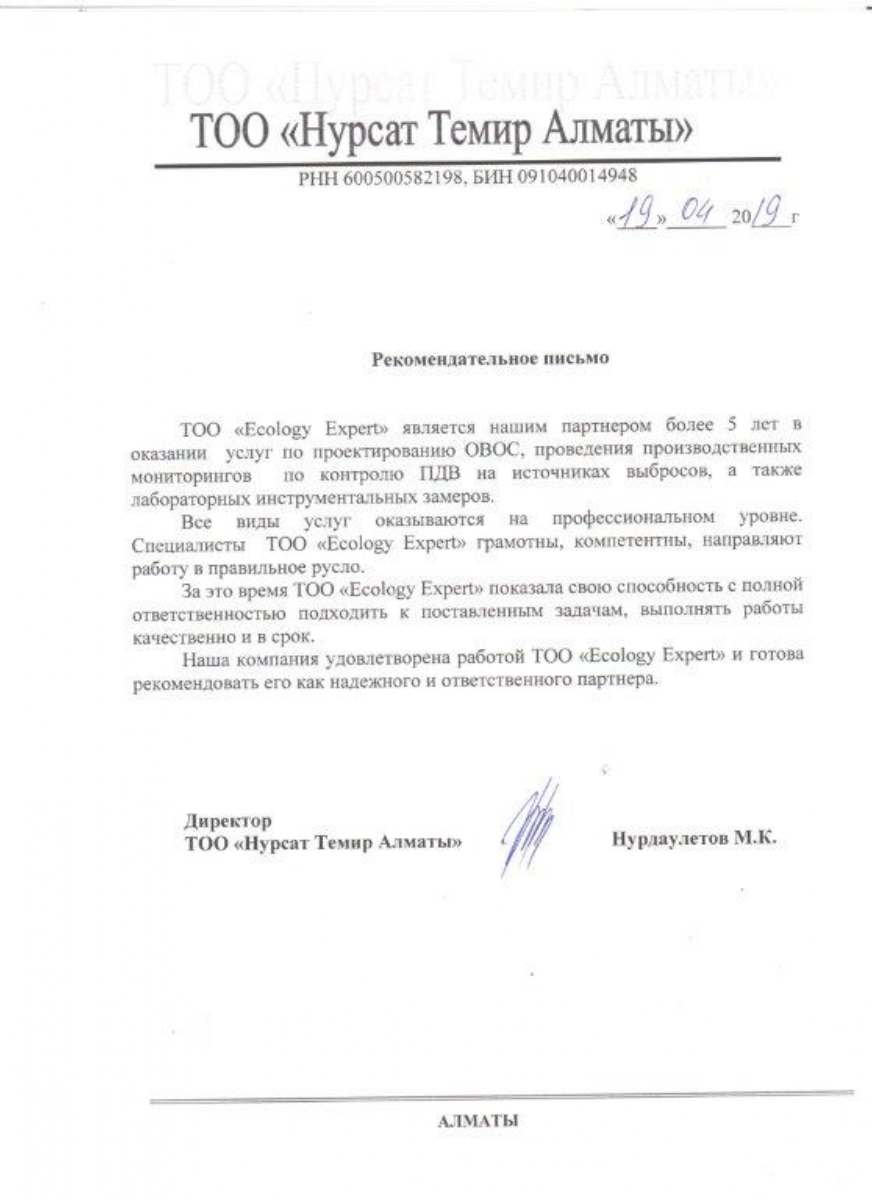 ТОО «Нурсат Темир Алматы»
ТОО «Нурсат Темир Алматы»
РНН 600500582198, БИН 091040014948
«19» 04 2019 г
Рекомендательное письмо
ТОО «Ecology Expert» является нашим партнером более 5 лет в
оказании услуг по проектированию ОВОС, проведения производственных
мониторингов по контролю ПДВ на источниках выбросов, а также
лабораторных инструментальных замеров.
Все виды услуг оказываются на профессиональном уровне.
Специалисты ТОО «Ecology Expert» грамотны, компетентны, направляют
работу в правильное русло.
За это время ТОО «Ecology Expert» показала свою способность с полной
ответственностью подходить к поставленным задачам, выполнять работы
качественно и в срок.
Наша компания удовлетворена работой ТОО «Ecology Expert» и готова
рекомендовать его как надежного и ответственного партнера.
Директор
ТОО «Нурсат Темир Алматы» Нурдаулетов М.К.
АЛМАТЫ